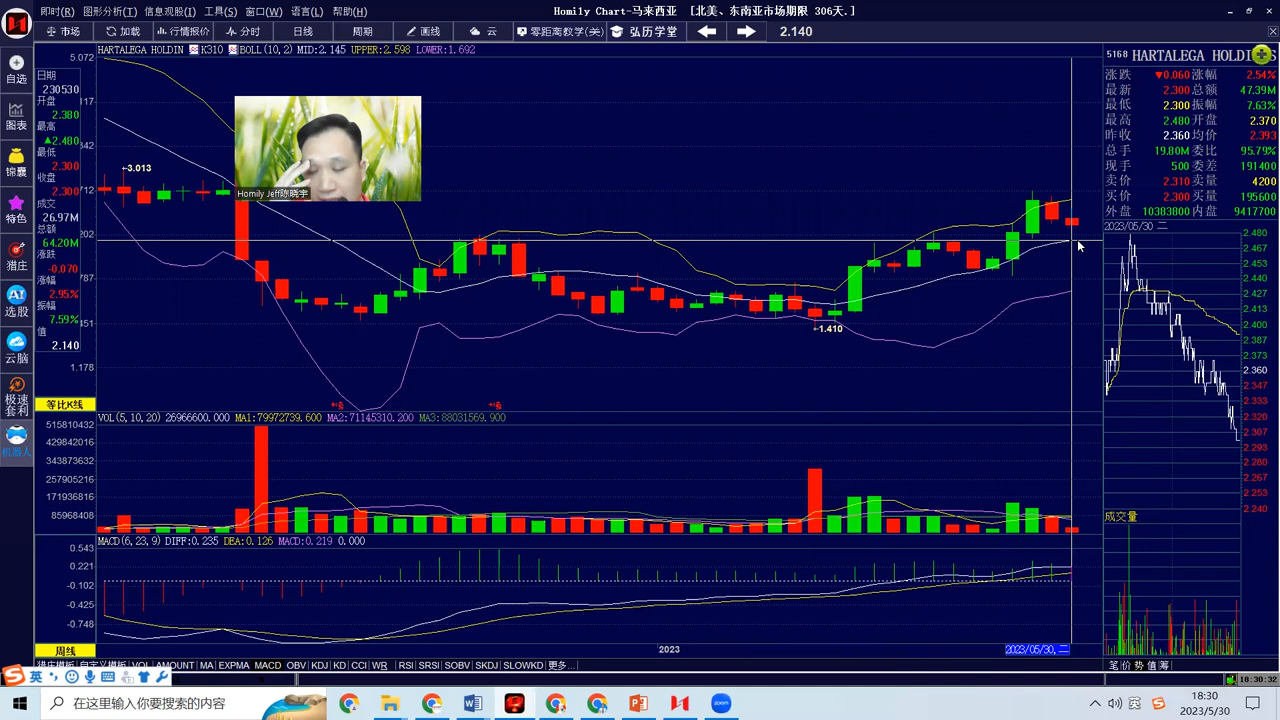 即时(R) 图形分析(T) 信息观股(I) 工具(S) 窗口(W) 语言(L) 帮助(H) Homily Chart-马来西亚 [北美、东南亚市场期限 306天.]
市场 加载 行情报价 分时 日线 周期 画线 云 零距离教学(美) 弘历学堂 2.140
自选
图表
锦囊
特色
猎庄
选股
云脑
极速套利
机器人
HARTALEGA HOLDIN K310 BOLL(10,2) MID:2.145 UPPER:2.598 LOWER:1.692
日期
230530
开盘
2.380
最高
▲2.480
最低
2.300
收盘
2.300
成交
26.97M
总额
64.20M
涨跌
-0.070
涨幅
2.95%
振幅
7.59%
值
2.140
5.072
1.178
←3.013
←1.410
Homily Jeff陈晓宇
等比K线
VOL(5,10,20) 26966600.000 MA1:79972739.600 MA2:71145310.200 MA3:88031569.900
515810432
429842016
343873632
257905216
171936816
85968408
MACD(6,23,9) DIFF:0.235 DEA:0.126 MACD:0.219 0.000
0.543
0.221
-0.102
-0.425
-0.748
周线
2023
2023/05/30,二
猎庄模板 自定义模板 VOL AMOUNT MA EXPMA MACD OBV KDJ KD CCI WR RSI SRSI SOBV SKDJ SLOWKD 更多...
5168 HARTALEGA HOLDINGS
涨跌 ▼0.060 涨幅 2.54%
最新 2.300 总额 47.39M
最低 2.300 振幅 7.63%
最高 2.480 开盘 2.370
昨收 2.360 均价 2.393
总手 19.80M 委比 95.79%
现手 500 委差 191400
卖价 2.310 卖量 4200
买价 2.300 买量 195600
外盘 10383800 内盘 9417700
2023/05/30 二
2.480
2.467
2.453
2.440
2.427
2.413
2.400
2.387
2.373
2.360
2.347
2.333
2.320
2.307
2.293
2.280
2.267
2.253
2.240
成交量
笔 价 势 值 筹
英
18:30:32
在这里输入你要搜索的内容
英
18:30
2023/5/30